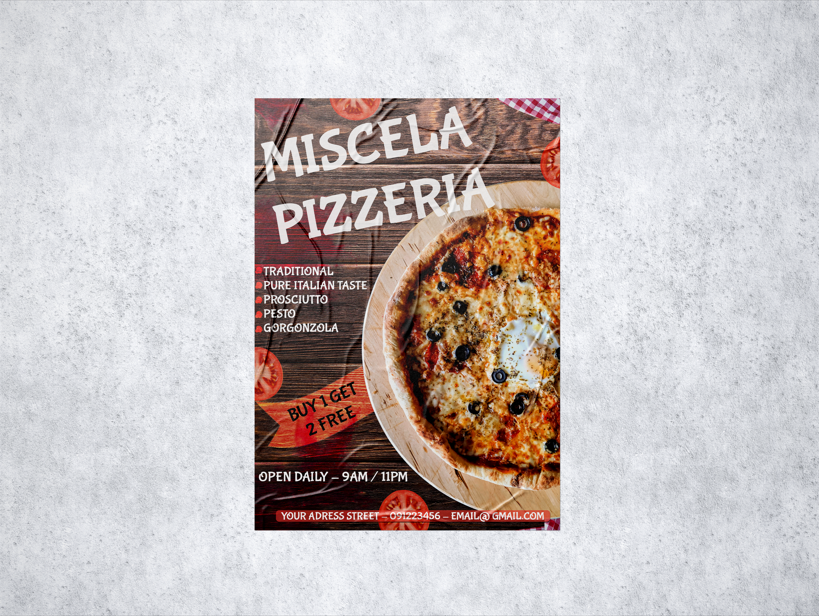 MISCELA
PIZZERIA
TRADITIONAL
PURE ITALIAN TASTE
PROSCIUTTO
PESTO
GORGONZOLA
BUY 1 GET
2 FREE
OPEN DAILY – 9AM / 11PM
YOUR ADRESS STREET – 091223456 – EMAIL@GMAIL.COM